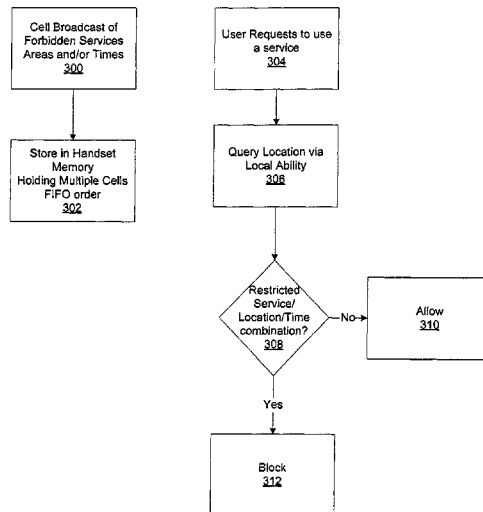 Cell Broadcast of
Forbidden Services
Areas and/or Times
300
Store in Handset
Memory
Holding Multiple Cells
FIFO order
302
User Requests to use
a service
304
Query Location via
Local Ability
306
Restricted
Service/
Location/Time
combination?
308
No
Allow
310
Yes
Block
312